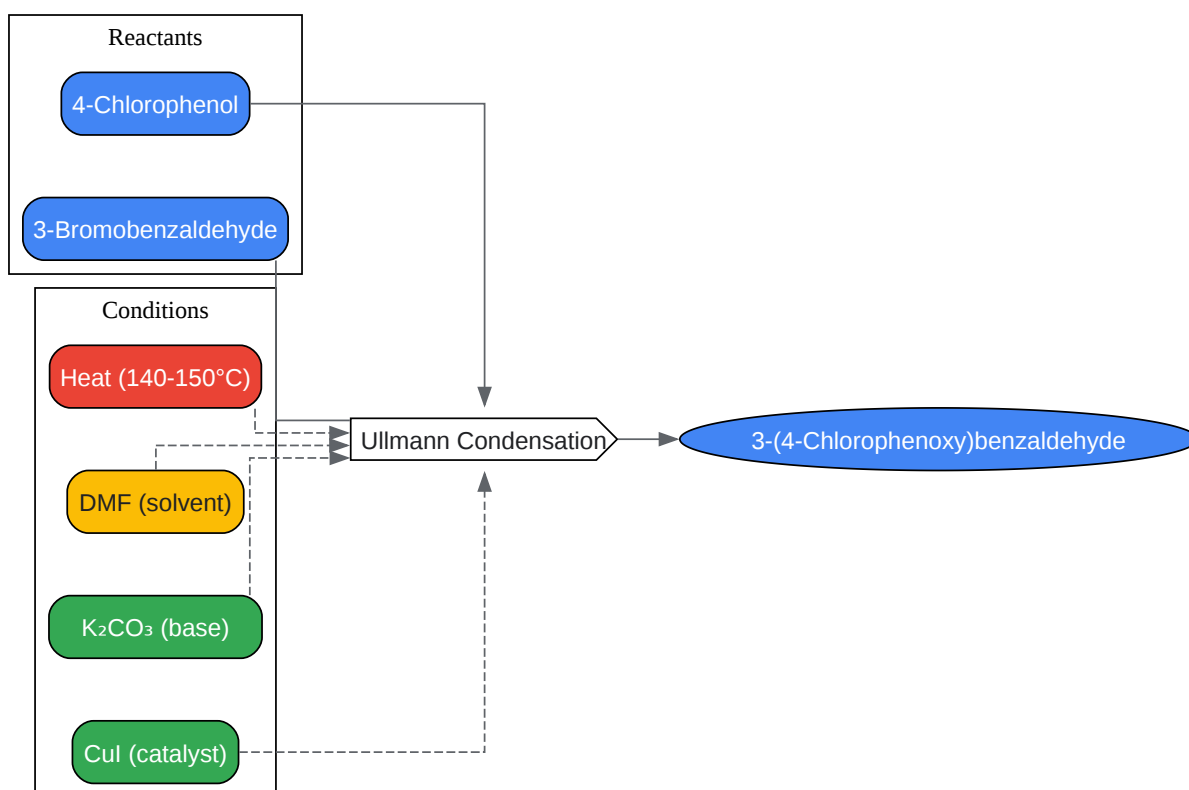 Reactants
4-Chlorophenol
3-Bromobenzaldehyde
Conditions
Heat (140-150°C)
DMF (solvent)
K₂CO₃ (base)
CuI (catalyst)
Ullmann Condensation
3-(4-Chlorophenoxy)benzaldehyde